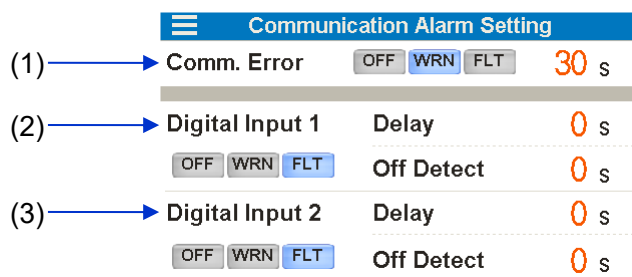 Communication Alarm Setting
(1) Comm. Error OFF WRN FLT 30 s
(2) Digital Input 1 Delay 0 s
OFF WRN FLT Off Detect 0 s
(3) Digital Input 2 Delay 0 s
OFF WRN FLT Off Detect 0 s